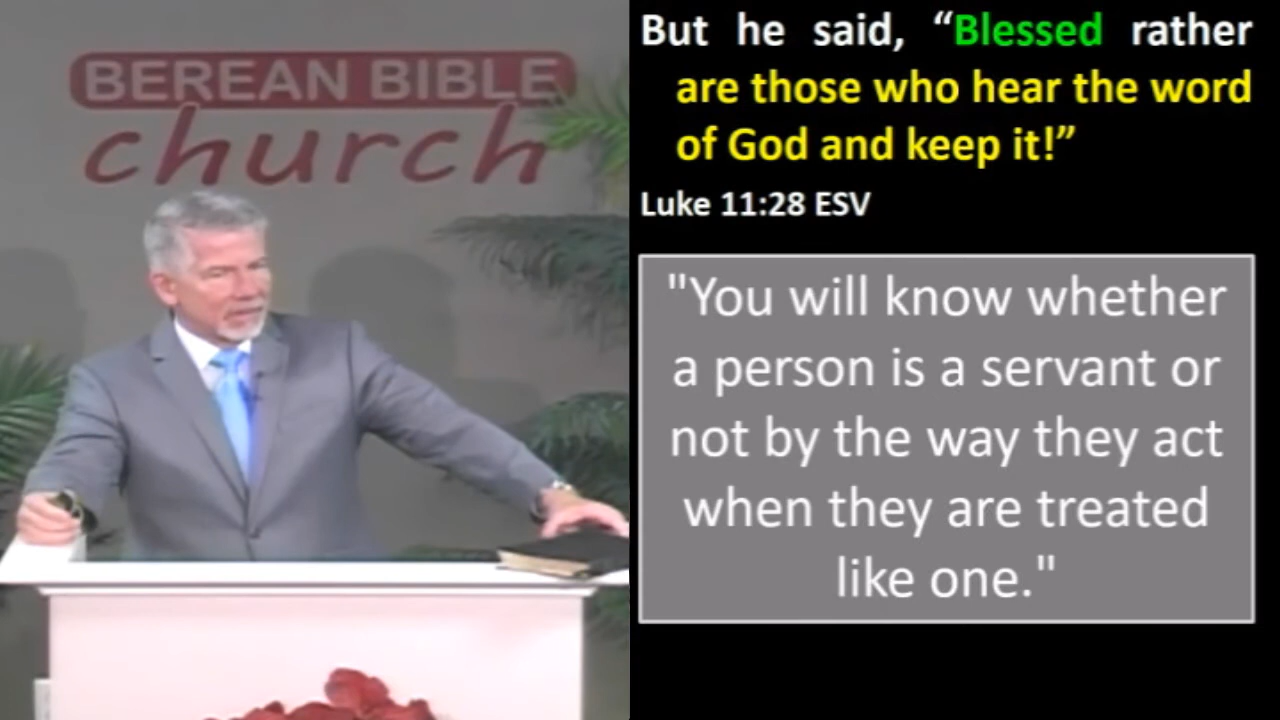 BEREAN BIBLE
church
But he said, “Blessed rather
are those who hear the word
of God and keep it!”
Luke 11:28 ESV
"You will know whether
a person is a servant or
not by the way they act
when they are treated
like one."